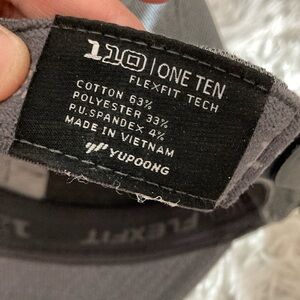 110 | ONE TEN
FLEXFIT TECH
COTTON 63%
POLYESTER 33%
P.U.SPANDEX 4%
MADE IN VIETNAM
YUPOONG
FLEXFIT